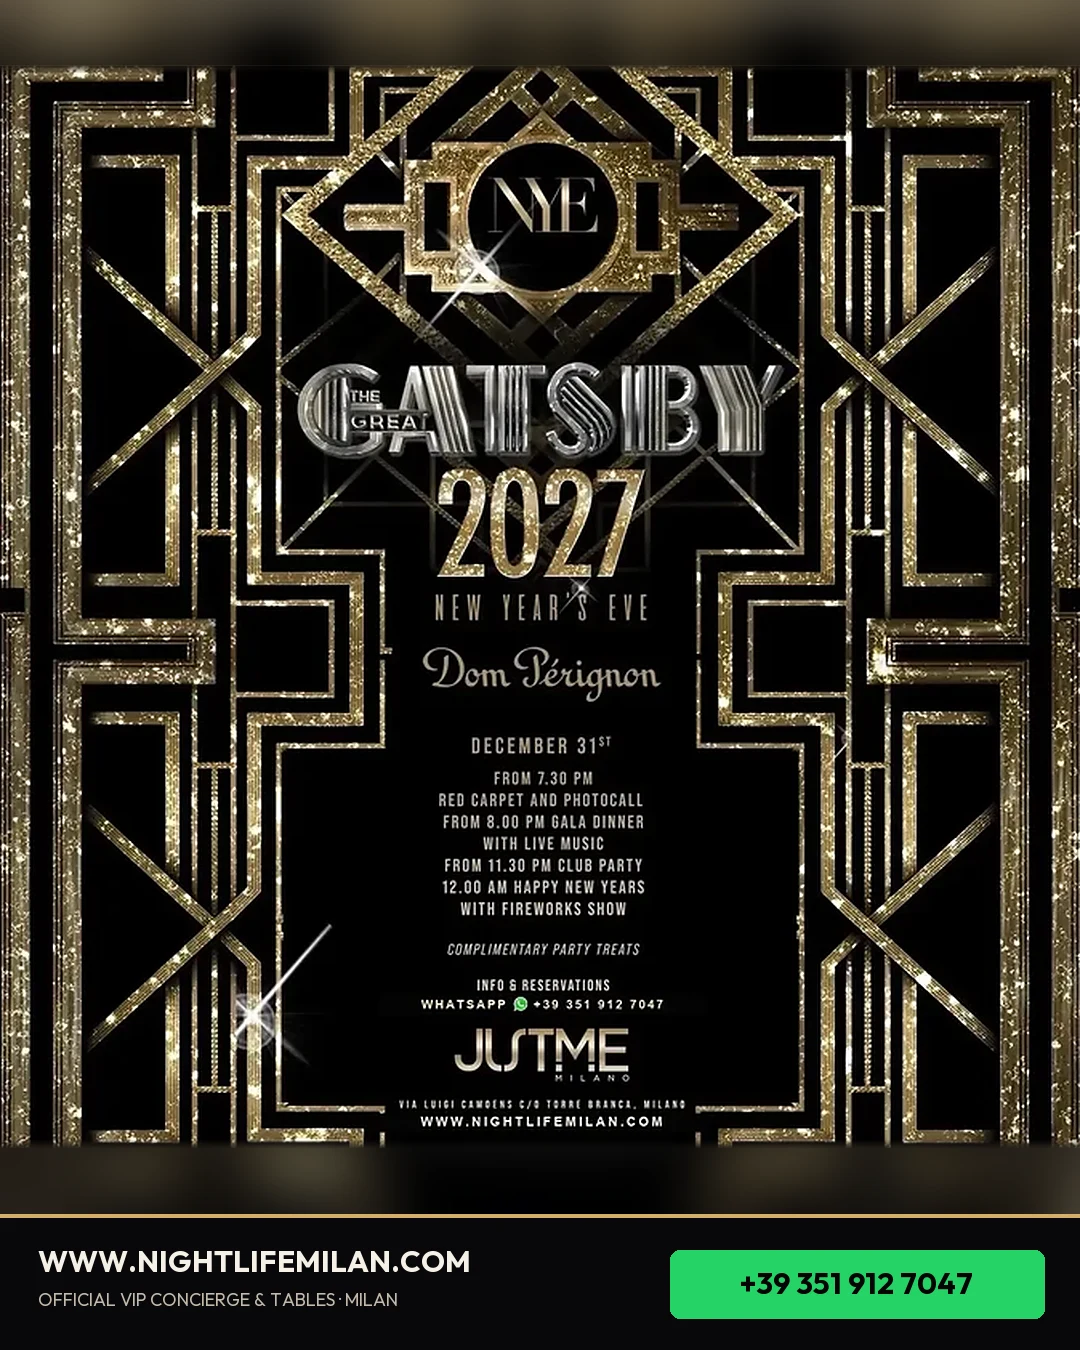 NYE
THE GREAT GATSBY
2027
NEW YEAR'S EVE
Dom Pérignon
DECEMBER 31ST
FROM 7.30 PM
RED CARPET AND PHOTOCALL
FROM 8.00 PM GALA DINNER
WITH LIVE MUSIC
FROM 11.30 PM CLUB PARTY
12.00 AM HAPPY NEW YEARS
WITH FIREWORKS SHOW
COMPLIMENTARY PARTY TREATS
INFO & RESERVATIONS
WHATSAPP +39 351 912 7047
JUSTME
MILANO
VIA LUIGI CAMOENS C/O TORRE BRANCA, MILANO
WWW.NIGHTLIFEMILAN.COM
WWW.NIGHTLIFEMILAN.COM
OFFICIAL VIP CONCIERGE & TABLES · MILAN
+39 351 912 7047